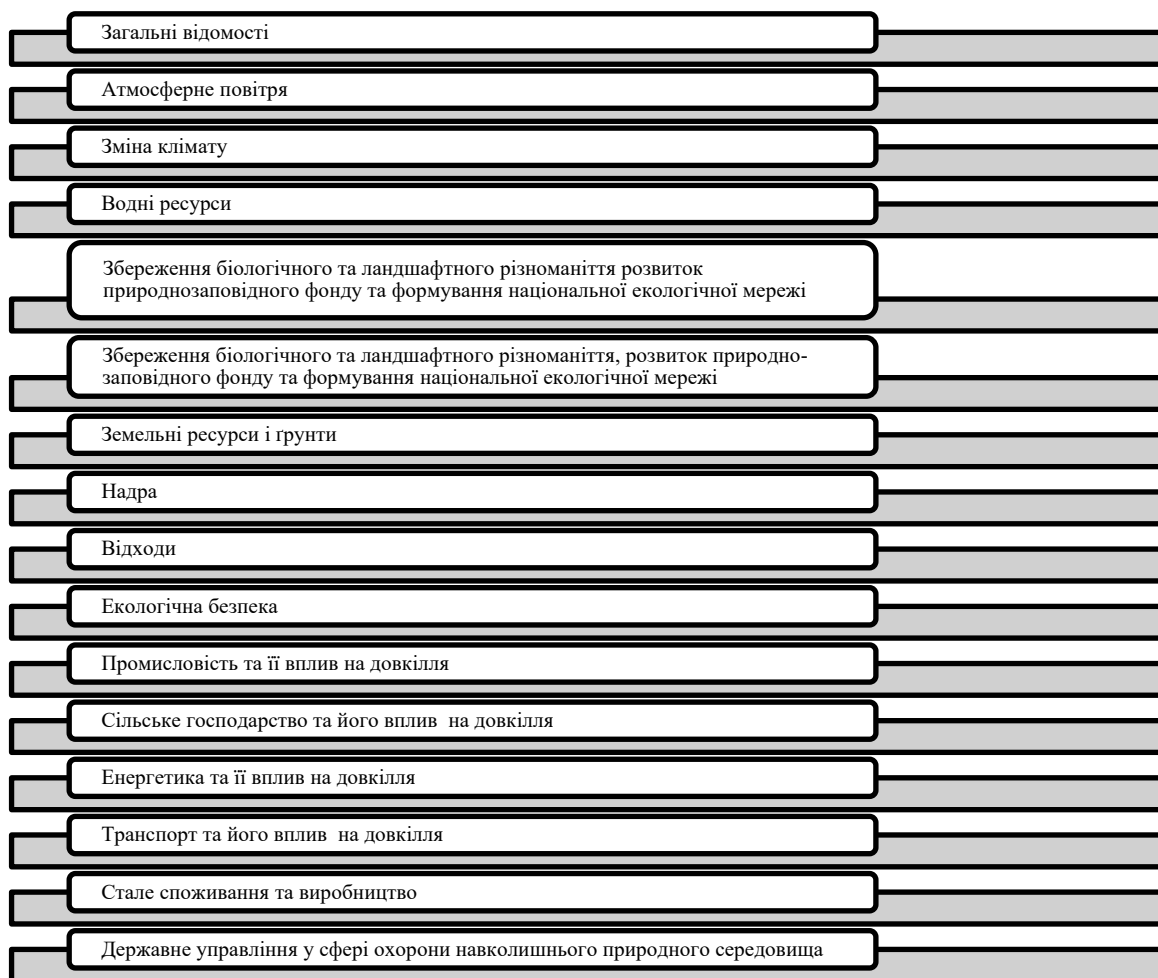 Загальні відомості
Атмосферне повітря
Зміна клімату
Водні ресурси
Збереження біологічного та ландшафтного різноманіття розвиток
природнозаповідного фонду та формування національної екологічної мережі
Збереження біологічного та ландшафтного різноманіття, розвиток природно-
заповідного фонду та формування національної екологічної мережі
Земельні ресурси і ґрунти
Надра
Відходи
Екологічна безпека
Промисловість та її вплив на довкілля
Сільське господарство та його вплив  на довкілля
Енергетика та її вплив на довкілля
Транспорт та його вплив  на довкілля
Стале споживання та виробництво
Державне управління у сфері охорони навколишнього природного середовища